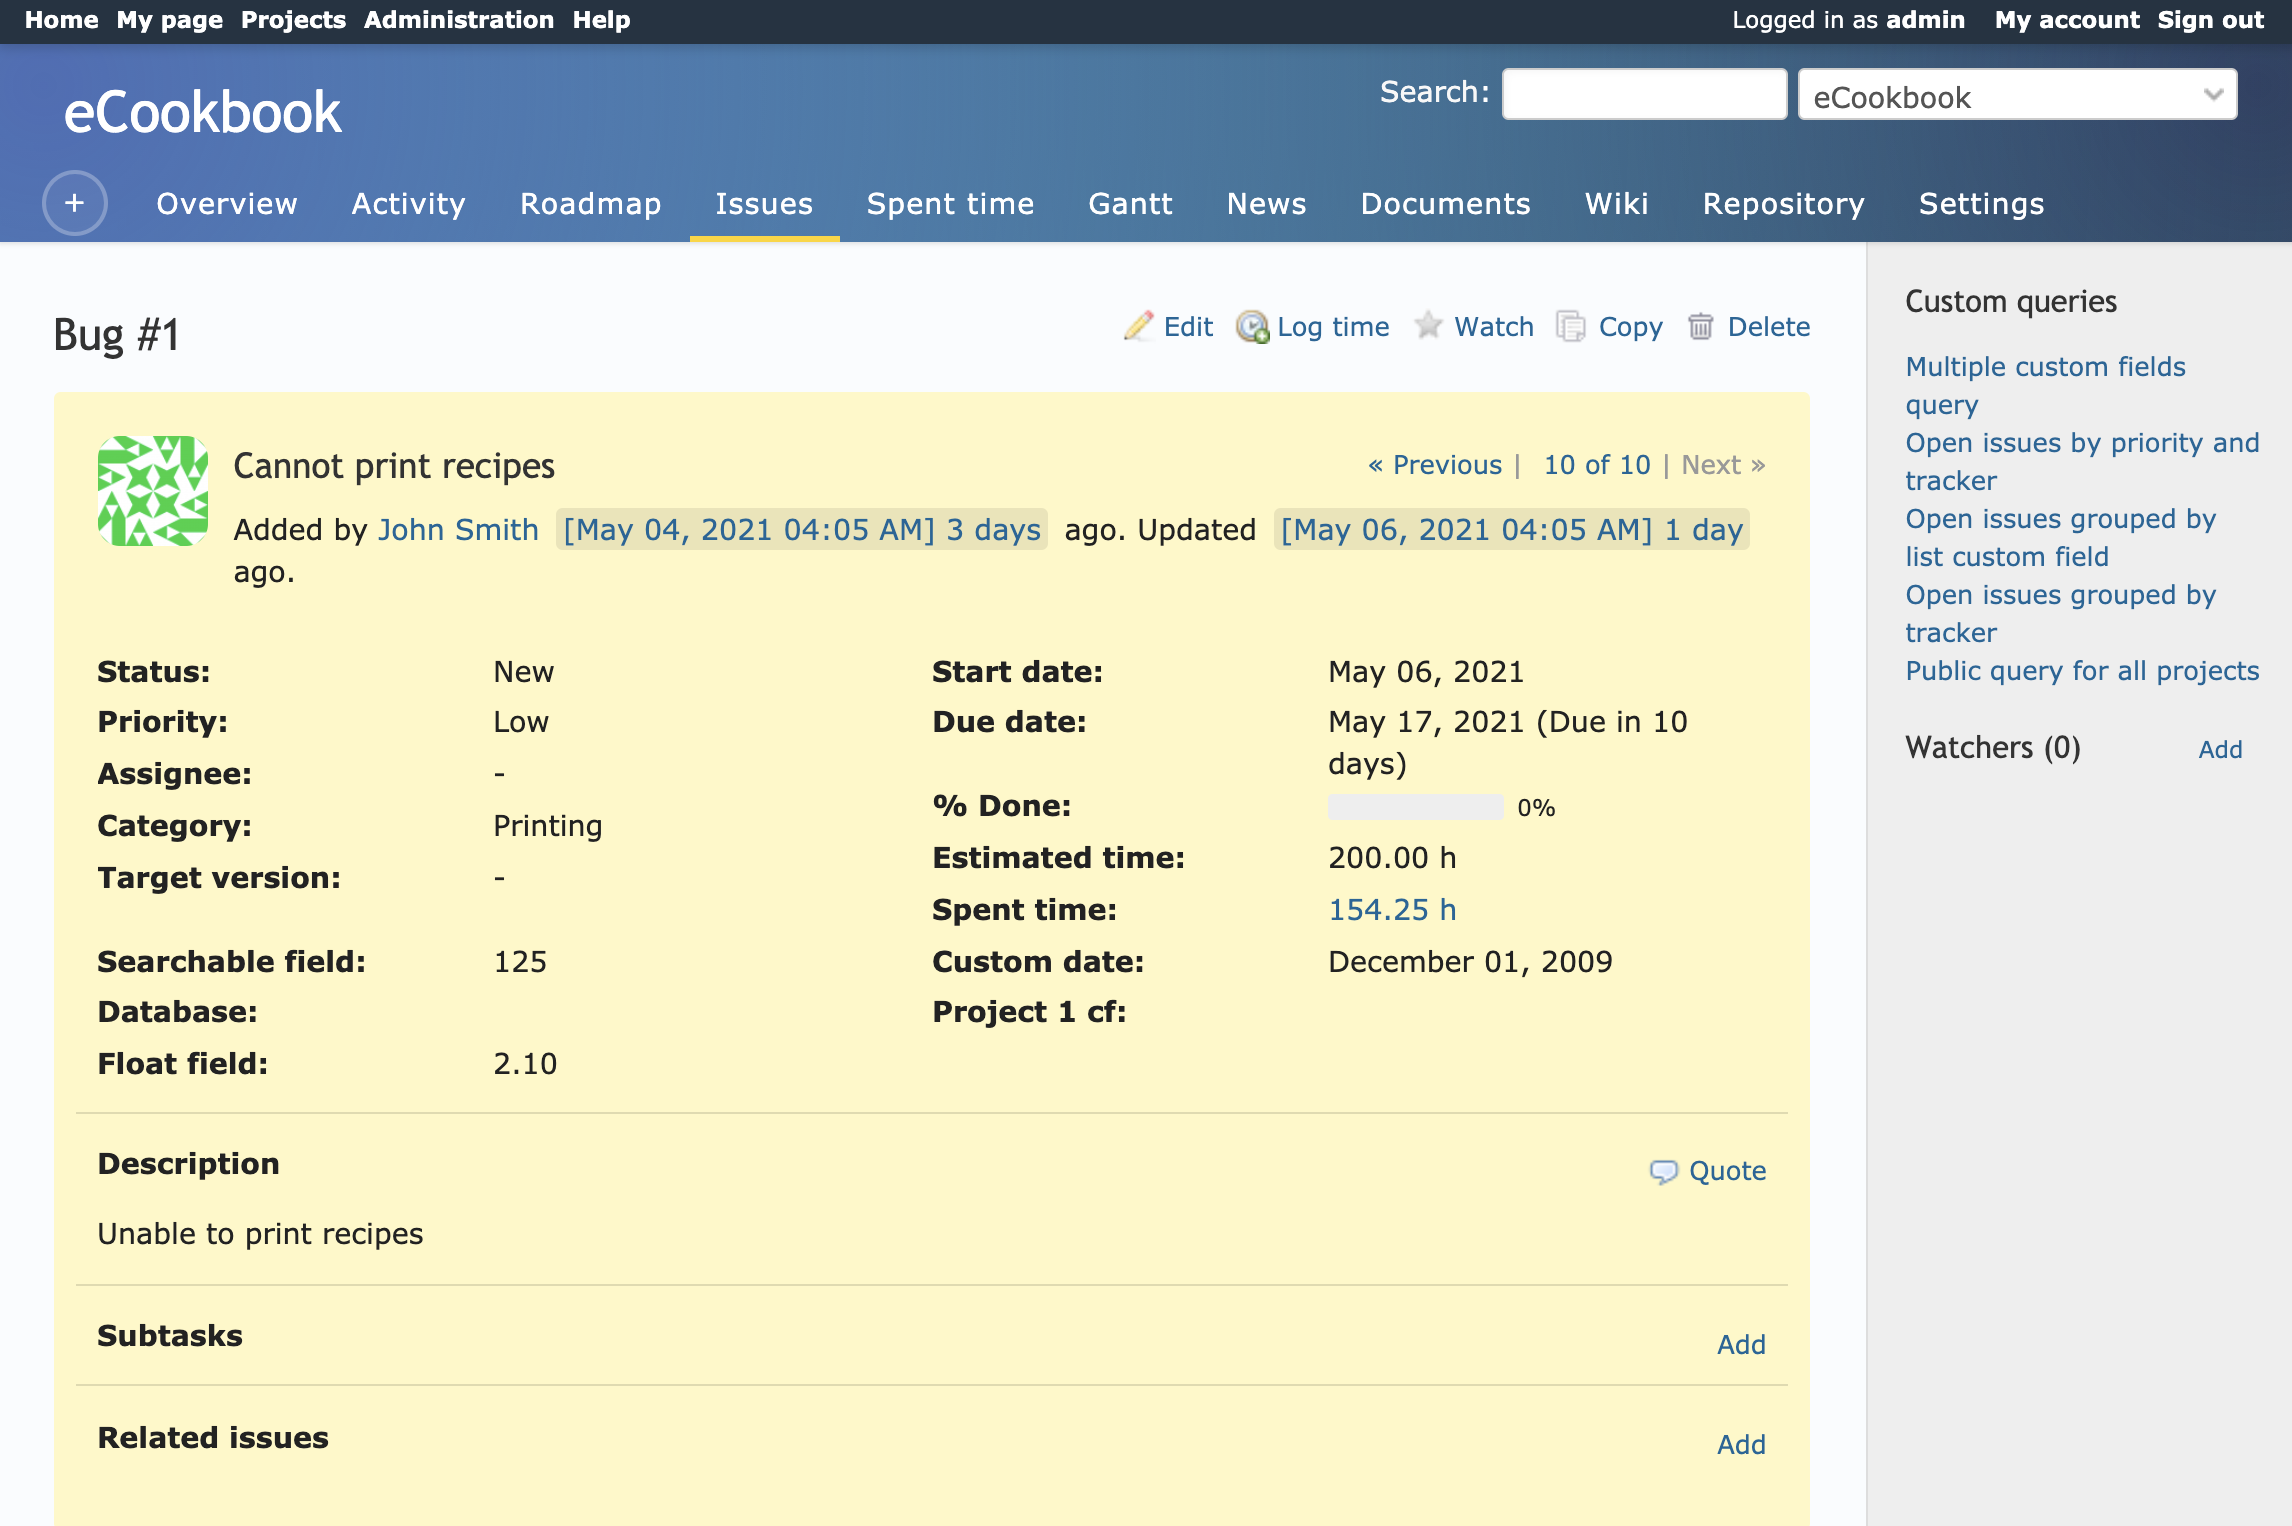 Home My page Projects Administration Help
Logged in as admin My account Sign out
eCookbook
Search:
eCookbook
+ Overview Activity Roadmap Issues Spent time Gantt News Documents Wiki Repository Settings
Bug #1
Edit Log time Watch Copy Delete
Cannot print recipes
« Previous | 10 of 10 | Next »
Added by John Smith [May 04, 2021 04:05 AM] 3 days ago. Updated [May 06, 2021 04:05 AM] 1 day
ago.
Status: New
Priority: Low
Assignee: -
Category: Printing
Target version: -
Start date: May 06, 2021
Due date: May 17, 2021 (Due in 10
days)
% Done: 0%
Estimated time: 200.00 h
Spent time: 154.25 h
Searchable field: 125
Database:
Float field: 2.10
Custom date: December 01, 2009
Project 1 cf:
Description
Quote
Unable to print recipes
Subtasks
Add
Related issues
Add
Custom queries
Multiple custom fields
query
Open issues by priority and
tracker
Open issues grouped by
list custom field
Open issues grouped by
tracker
Public query for all projects
Watchers (0)
Add